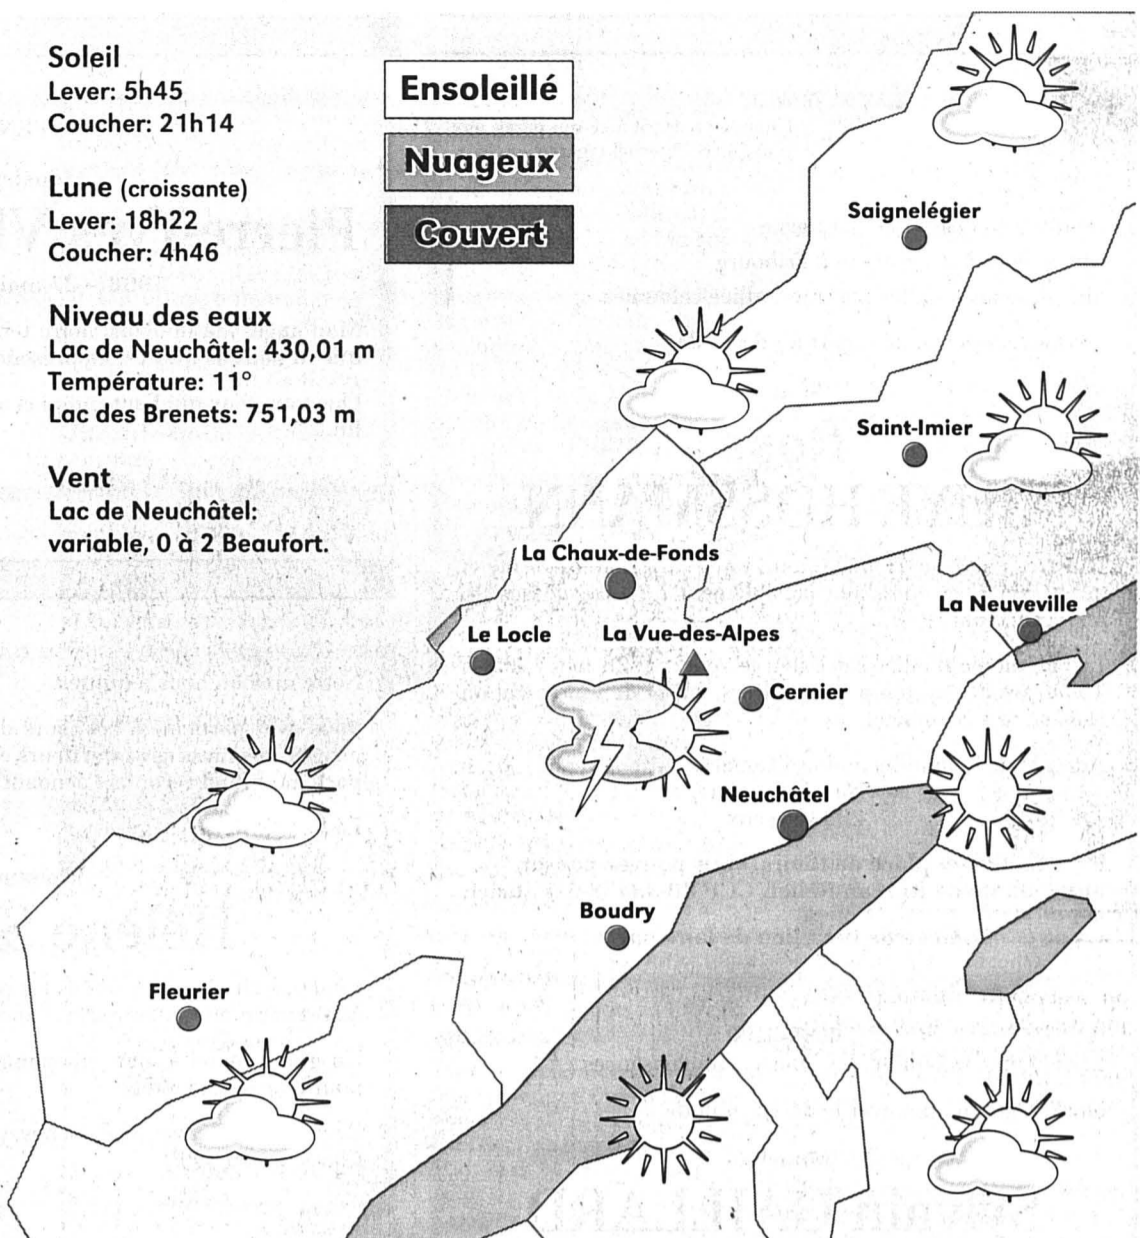 Soleil
Lever: 5h45
Coucher: 21h14
Lune (croissante)
Lever: 18h22
Coucher: 4h46
Niveau des eaux
Lac de Neuchâtel: 430,01 m
Température: 11°
Lac des Brenets: 751,03 m
Vent
Lac de Neuchâtel:
variable, 0 à 2 Beaufort.
Ensoleillé
Nuageux
Couvert
Saignelégier
Saint-Imier
La Chaux-de-Fonds
La Neuveville
Le Locle
La Vue-des-Alpes
Cernier
Neuchâtel
Boudry
Fleurier